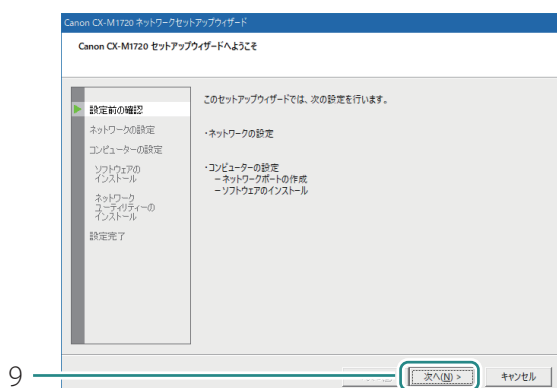 Canon CX-M1720 ネットワークセットアップウィザード
Canon CX-M1720 セットアップウィザードへようこそ
設定前の確認
ネットワークの設定
コンピューターの設定
ソフトウェアの
インストール
ネットワーク
ユーティリティーの
インストール
設定完了
このセットアップウィザードでは、次の設定を行います。
・ネットワークの設定
・コンピューターの設定
－ネットワークポートの作成
－ソフトウェアのインストール
9
次へ(N) >
キャンセル